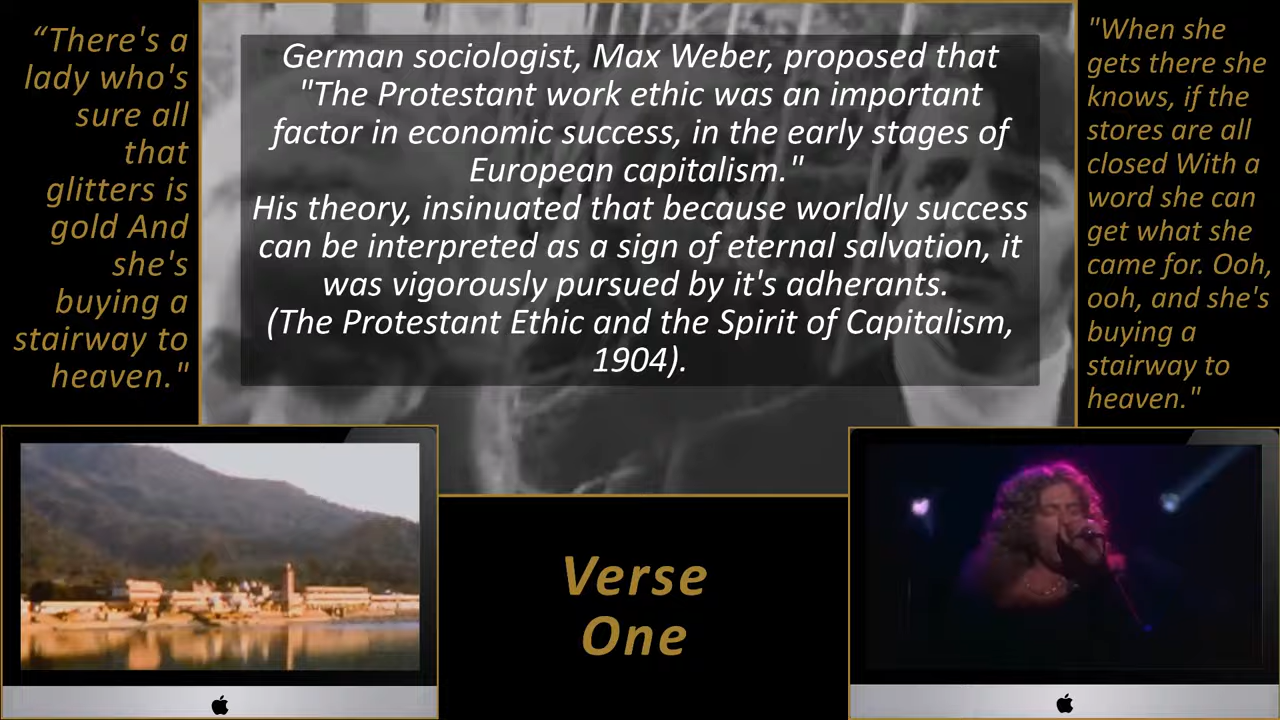 “There's a
lady who's
sure all
that
glitters is
gold And
she's
buying a
stairway to
heaven."
German sociologist, Max Weber, proposed that
"The Protestant work ethic was an important
factor in economic success, in the early stages of
European capitalism."
His theory, insinuated that because worldly success
can be interpreted as a sign of eternal salvation, it
was vigorously pursued by it's adherants.
(The Protestant Ethic and the Spirit of Capitalism,
1904).
"When she
gets there she
knows, if the
stores are all
closed With a
word she can
get what she
came for. Ooh,
ooh, and she's
buying a
stairway to
heaven."
Verse
One